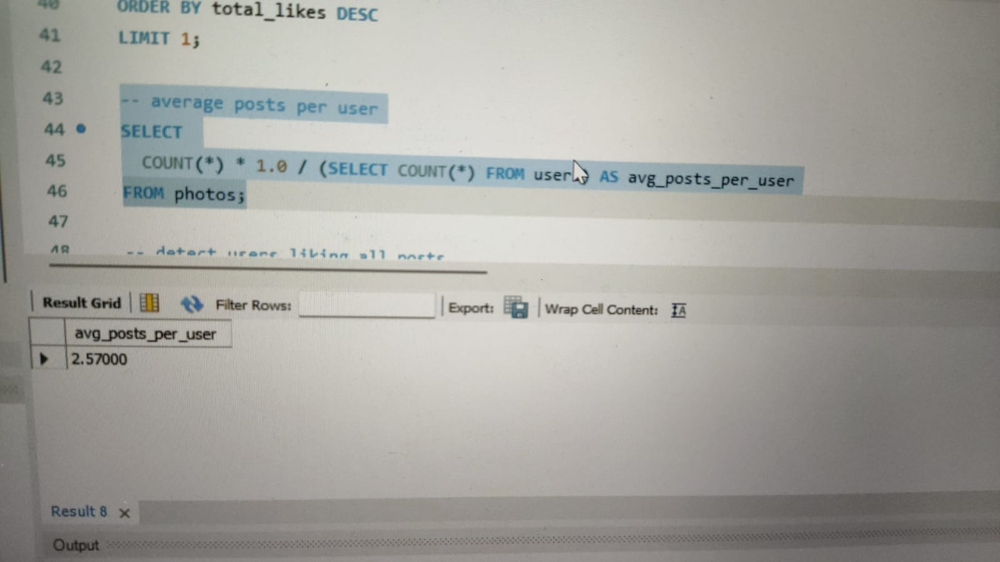 40 ORDER BY total_likes DESC
41 LIMIT 1;
42
43 -- average posts per user
44 SELECT
45 COUNT(*) * 1.0 / (SELECT COUNT(*) FROM user ) AS avg_posts_per_user
46 FROM photos;
47
48 -- detect users liking all posts
Result Grid Filter Rows: Export: Wrap Cell Content: IA
avg_posts_per_user
2.57000
Result 8 ×
Output